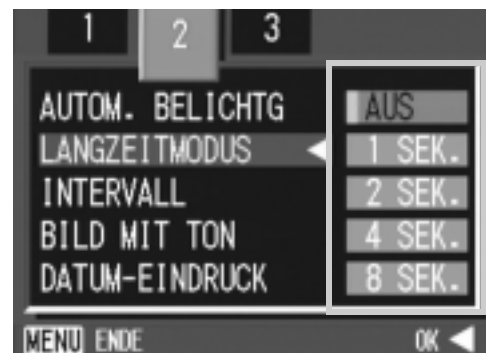 1 2 3
AUTOM. BELICHTG AUS
LANGZEITMODUS 1 SEK.
INTERVALL 2 SEK.
BILD MIT TON 4 SEK.
DATUM-EINDRUCK 8 SEK.
MENU ENDE OK